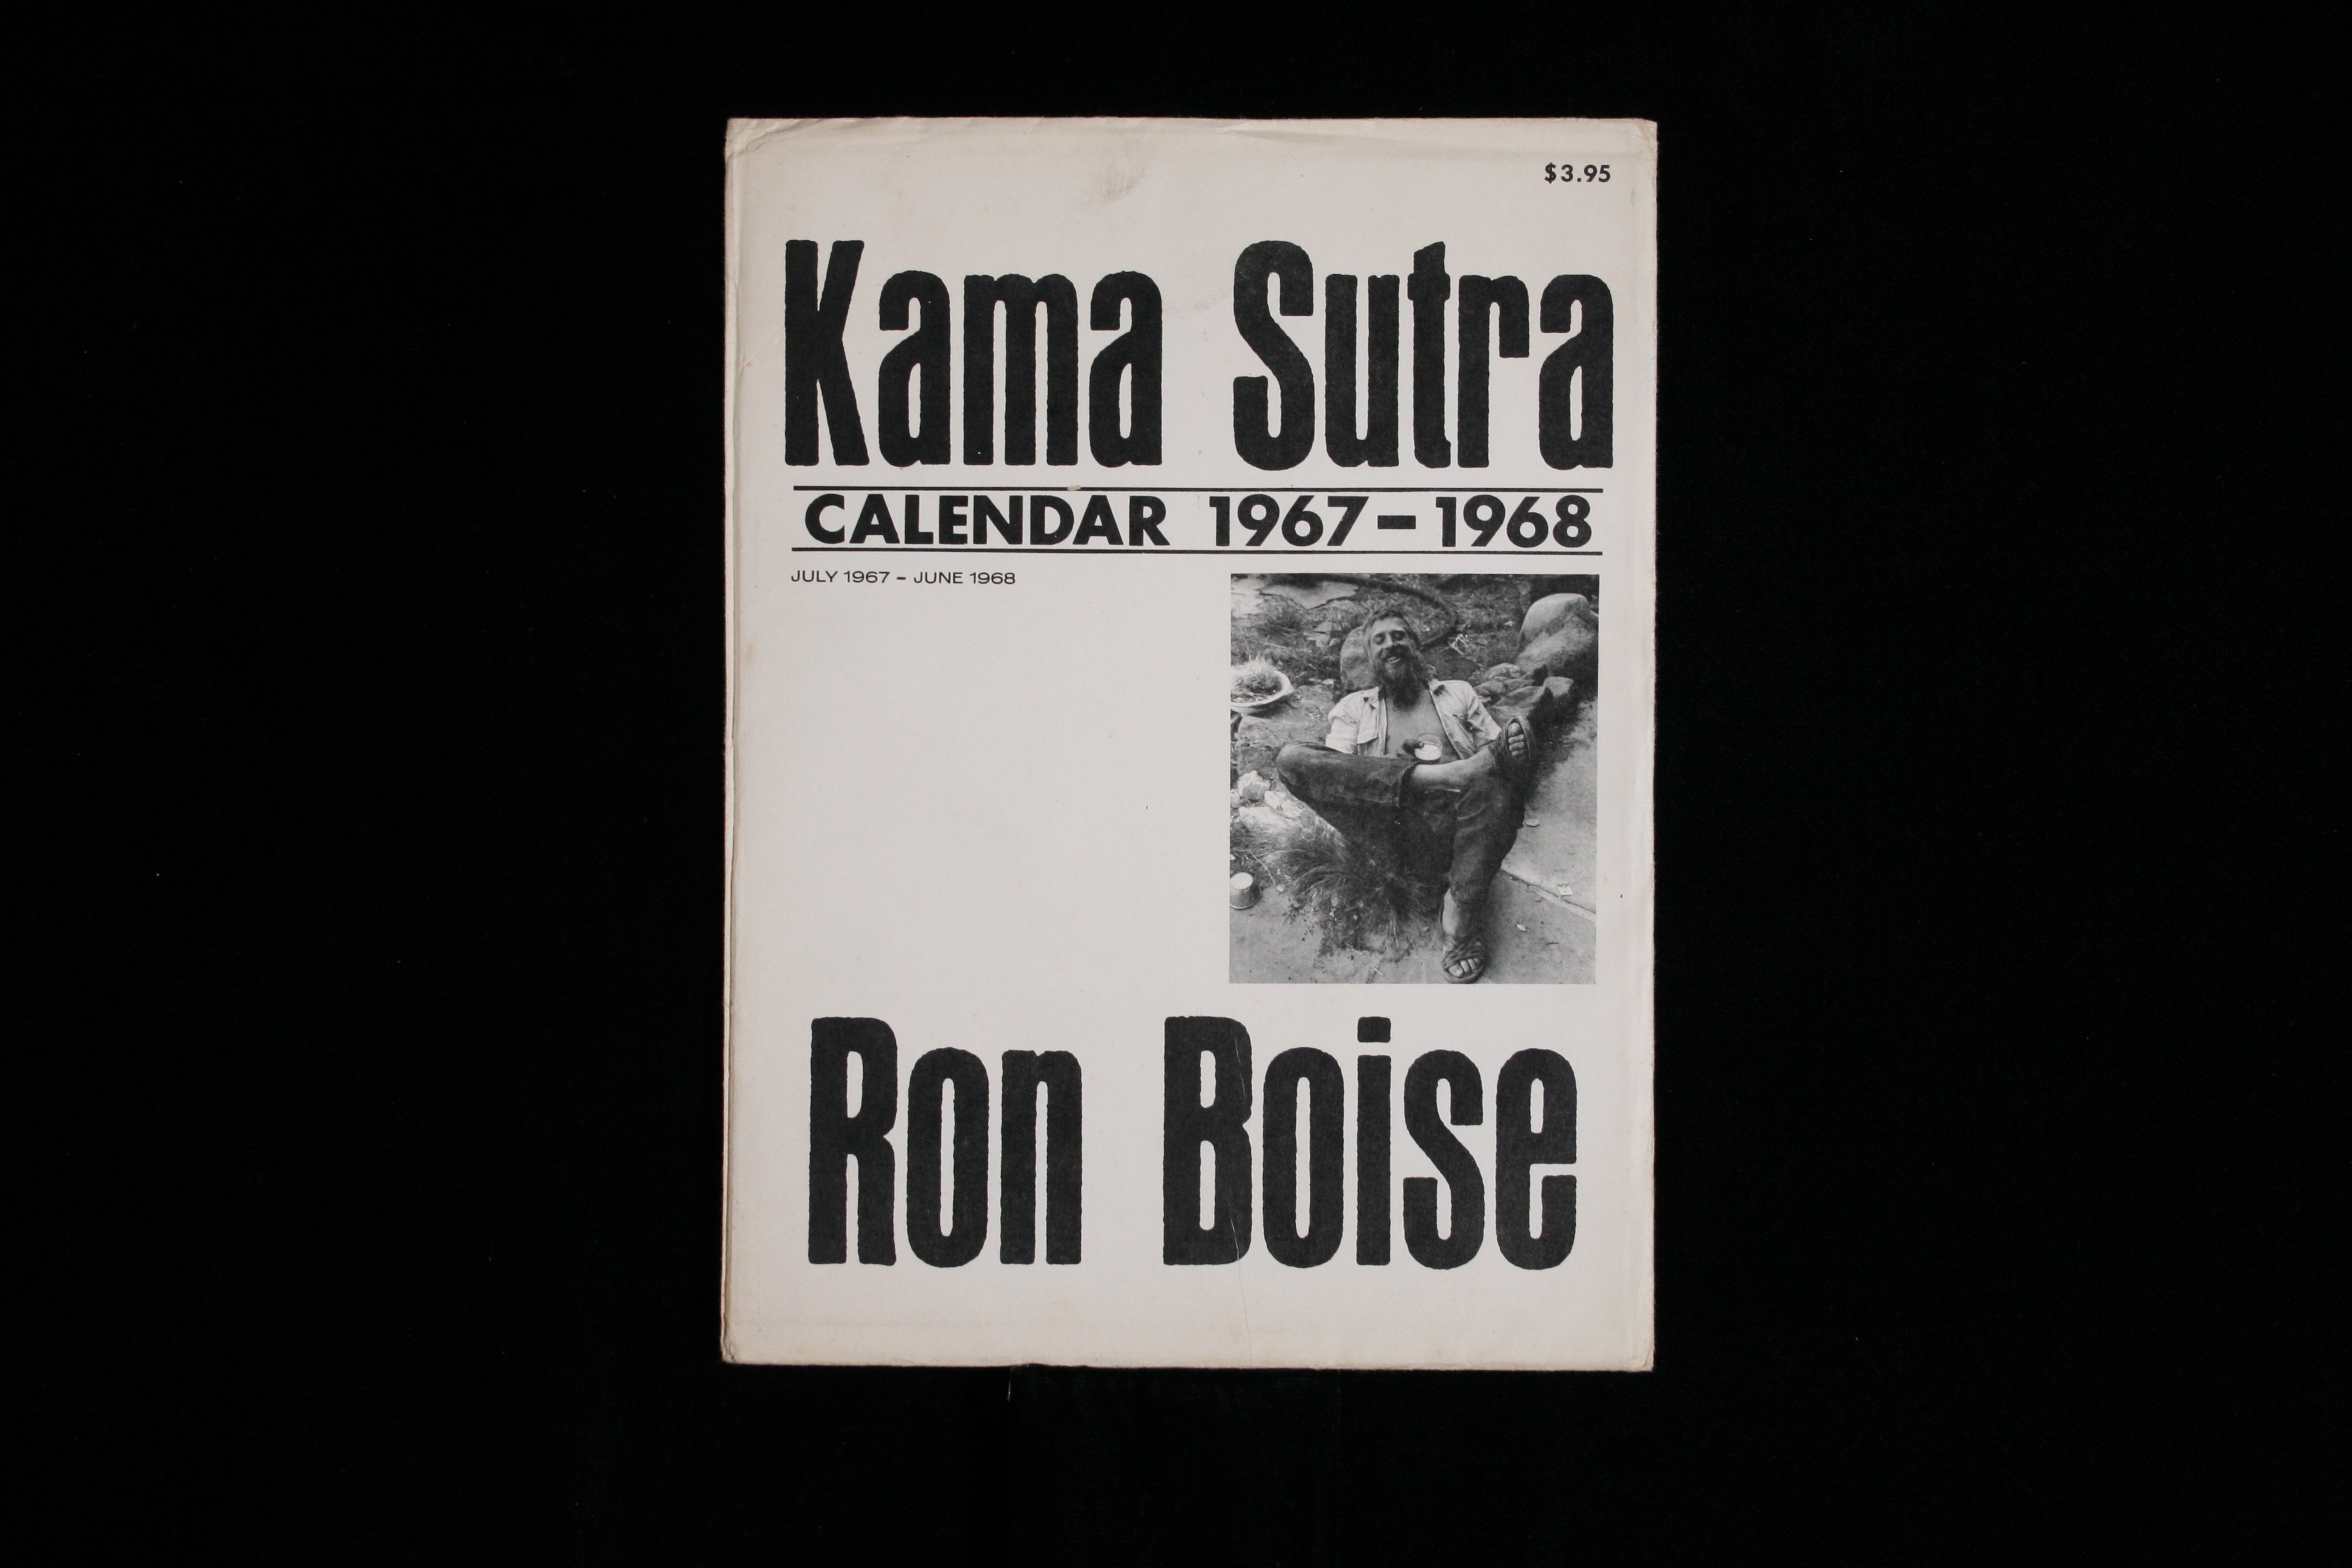 $3.95
Kama Sutra
CALENDAR 1967-1968
JULY 1967 - JUNE 1968
Ron Boise